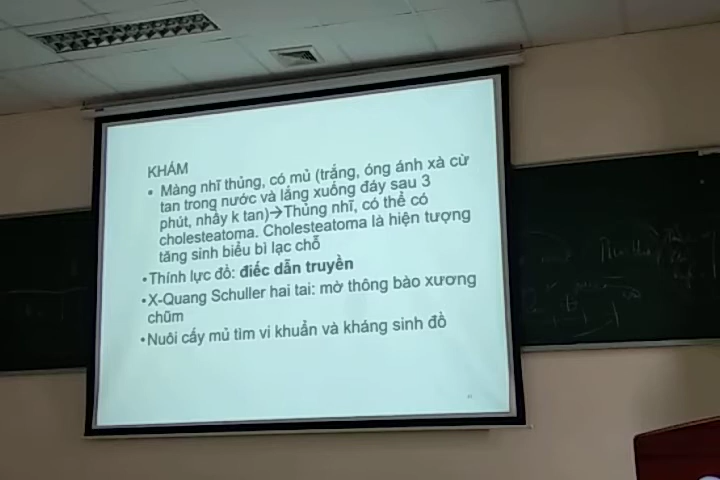 KHÁM
• Màng nhĩ thủng, có mủ (trắng, óng ánh xà cừ
tan trong nước và lắng xuống đáy sau 3
phút, nhầy k tan)→Thủng nhĩ, có thể có
cholesteatoma. Cholesteatoma là hiện tượng
tăng sinh biểu bì lạc chỗ
•Thính lực đồ: điếc dẫn truyền
•X-Quang Schuller hai tai: mờ thông bào xương
chũm
•Nuôi cấy mủ tìm vi khuẩn và kháng sinh đồ